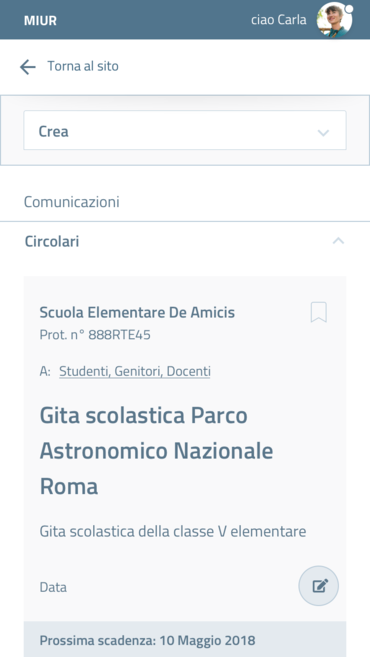 MIUR
ciao Carla
Torna al sito
Crea
Comunicazioni
Circolari
Scuola Elementare De Amicis
Prot. n° 888RTE45
A: Studenti, Genitori, Docenti
Gita scolastica Parco
Astronomico Nazionale
Roma
Gita scolastica della classe V elementare
Data
Prossima scadenza: 10 Maggio 2018